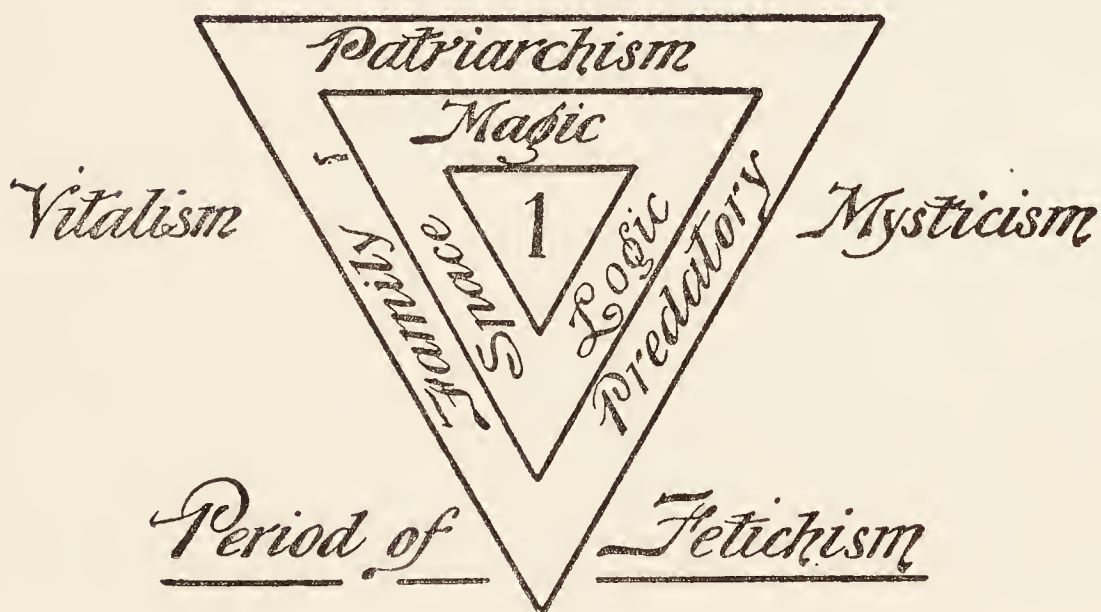 Patriarchism
Magic
1
Vitalism
Mysticism
Family
Space
Logic
Predatory
Period of Fetichism